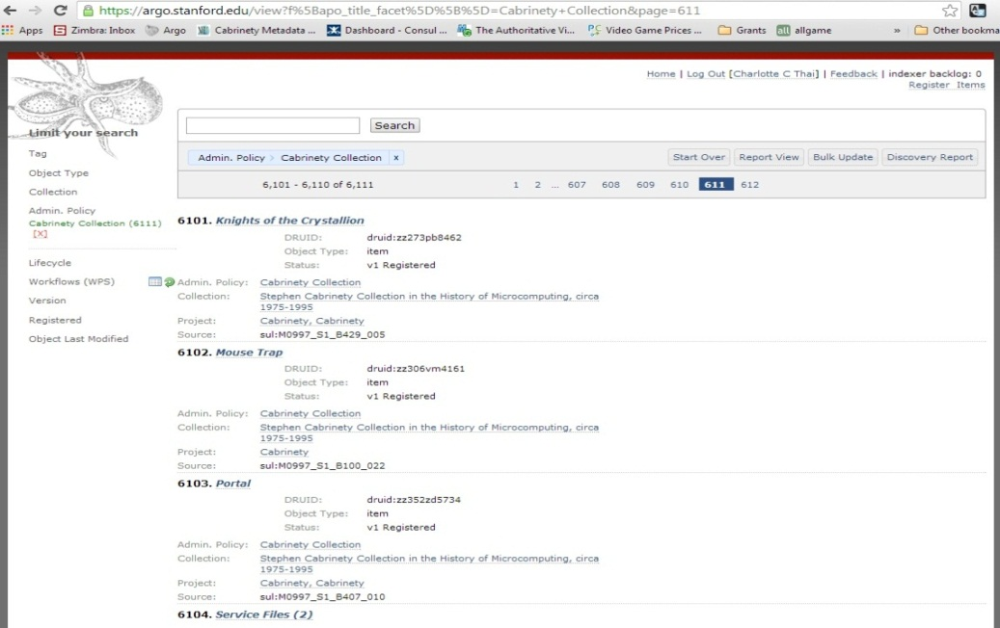 https://argo.stanford.edu/view?f%5Bapo_title_facet%5D%5B%5D=Cabrinety+Collection&page=611
Apps Zimbra: Inbox Argo Cabrinety Metadata ... Dashboard - Consul ... The Authoritative Vi... Video Game Prices ... Grants allgame » Other bookma
Home | Log Out [Charlotte C Thai] | Feedback | indexer backlog: 0
Register Items
Limit your search
Tag
Object Type
Collection
Admin. Policy
Cabrinety Collection (6111)
[X]
Lifecycle
Workflows (WPS)
Version
Registered
Object Last Modified
Search
Admin. Policy > Cabrinety Collection x
Start Over Report View Bulk Update Discovery Report
6,101 - 6,110 of 6,111 1 2 ... 607 608 609 610 611 612
6101. Knights of the Crystallion
DRUID: druid:zz273pb8462
Object Type: item
Status: v1 Registered
Admin. Policy: Cabrinety Collection
Collection: Stephen Cabrinety Collection in the History of Microcomputing, circa
1975-1995
Project: Cabrinety, Cabrinety
Source: sul:M0997_S1_B429_005
6102. Mouse Trap
DRUID: druid:zz306vm4161
Object Type: item
Status: v1 Registered
Admin. Policy: Cabrinety Collection
Collection: Stephen Cabrinety Collection in the History of Microcomputing, circa
1975-1995
Project: Cabrinety
Source: sul:M0997_S1_B100_022
6103. Portal
DRUID: druid:zz352zd5734
Object Type: item
Status: v1 Registered
Admin. Policy: Cabrinety Collection
Collection: Stephen Cabrinety Collection in the History of Microcomputing, circa
1975-1995
Project: Cabrinety, Cabrinety
Source: sul:M0997_S1_B407_010
6104. Service Files (2)